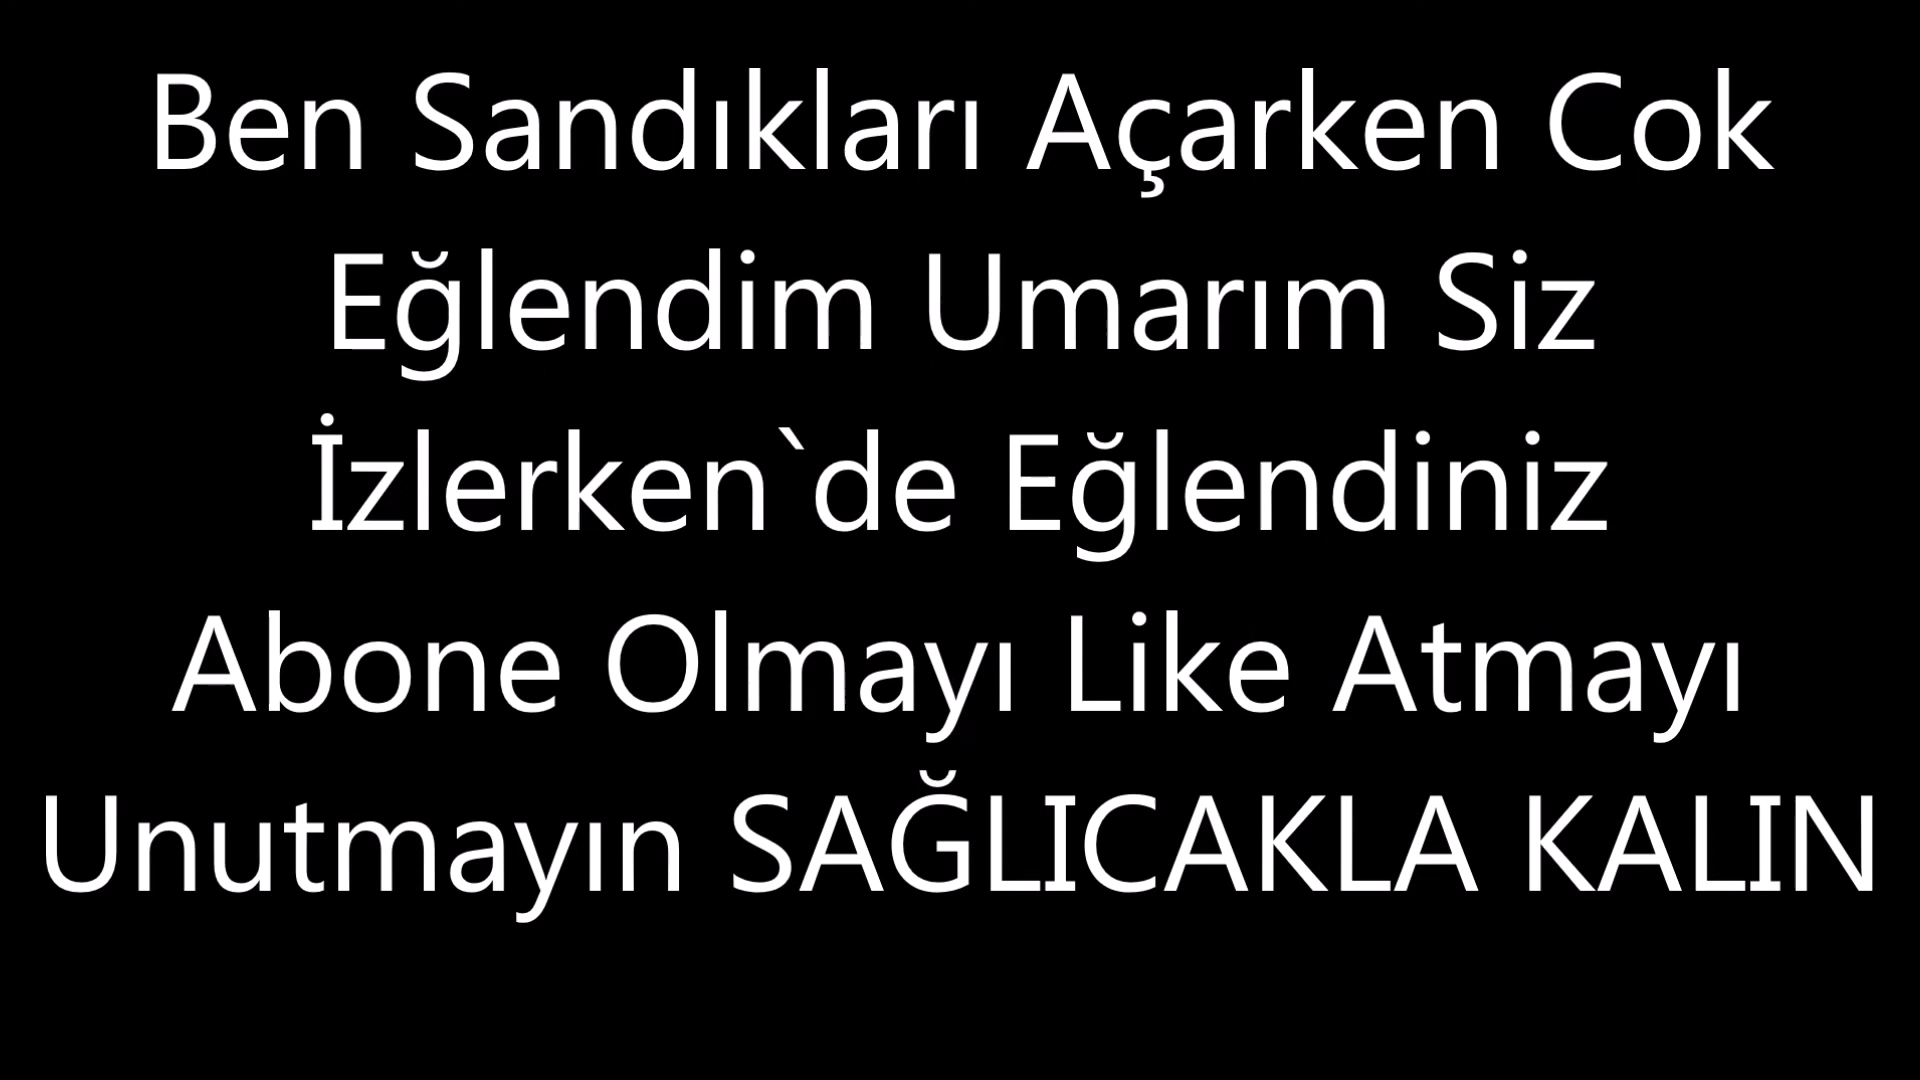 Ben Sandıkları Açarken Cok
Eğlendim Umarım Siz
İzlerken`de Eğlendiniz
Abone Olmayı Like Atmayı
Unutmayın SAĞLICAKLA KALIN